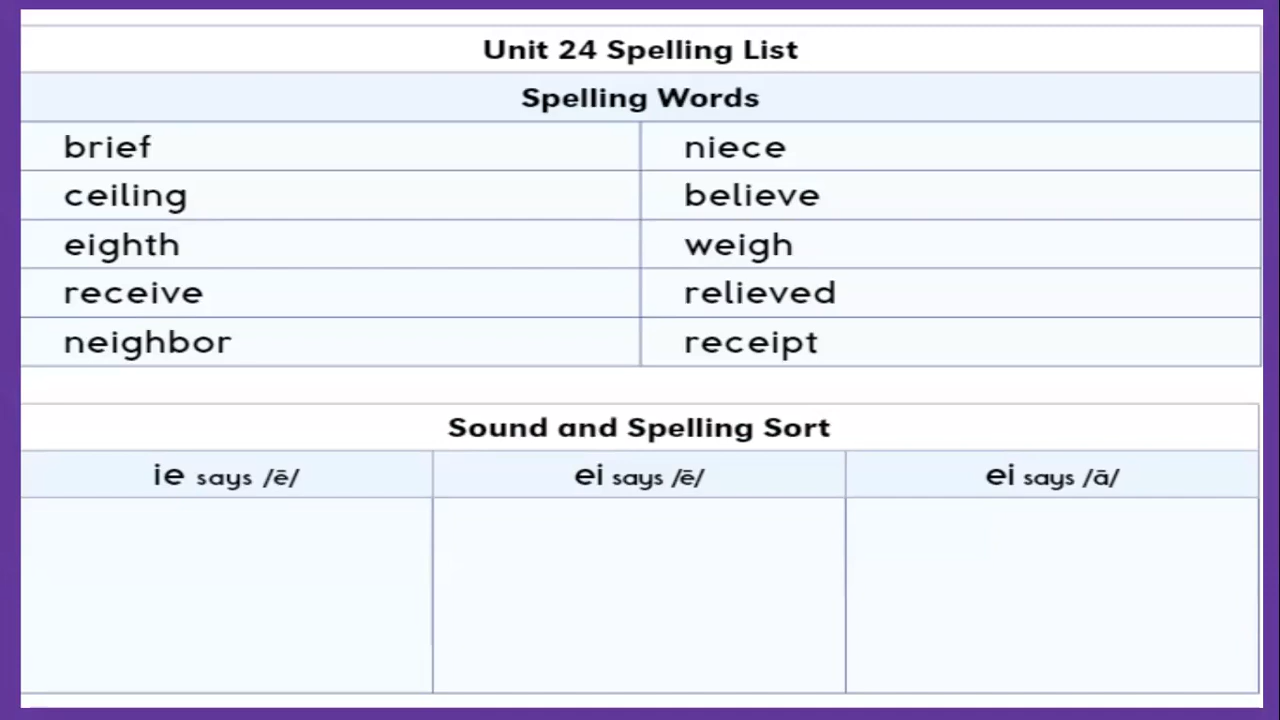 Unit 24 Spelling List
Spelling Words
brief niece
ceiling believe
eighth weigh
receive relieved
neighbor receipt
Sound and Spelling Sort
ie says /ē/ ei says /ē/ ei says /ā/